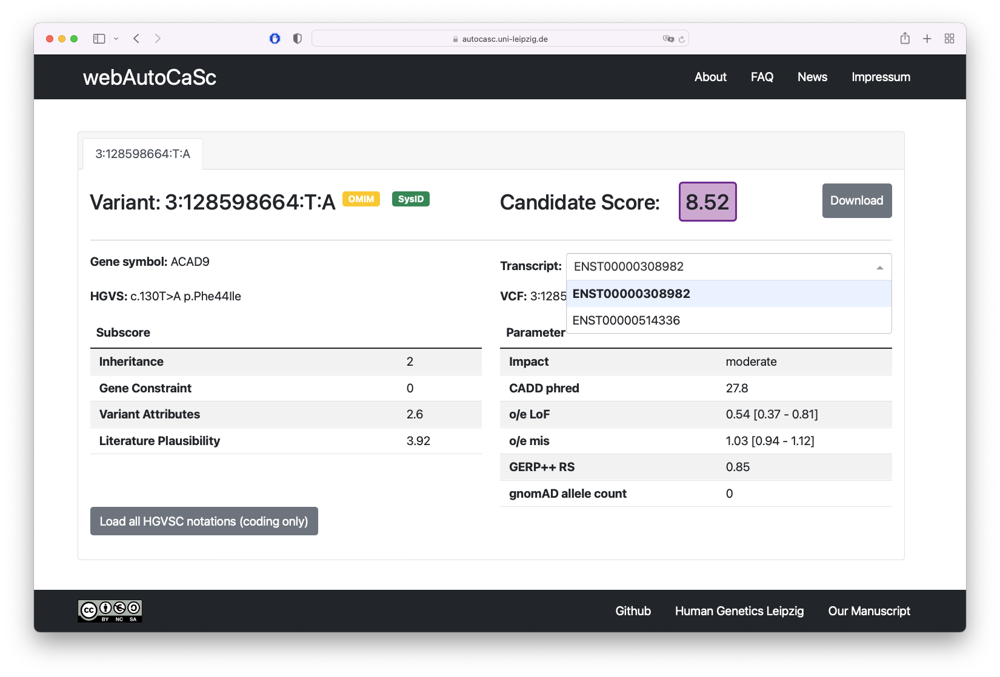 autocasc.uni-leipzig.de
webAutoCaSc
About FAQ News Impressum
3:128598664:T:A
Variant: 3:128598664:T:A OMIM SysID
Candidate Score: 8.52 Download
Gene symbol: ACAD9
Transcript: ENST00000308982
ENST00000308982
ENST00000514336
HGVS: c.130T>A p.Phe44Ile
VCF: 3:1285
Subscore
Inheritance 2
Gene Constraint 0
Variant Attributes 2.6
Literature Plausibility 3.92
Parameter
Impact moderate
CADD phred 27.8
o/e LoF 0.54 [0.37 - 0.81]
o/e mis 1.03 [0.94 - 1.12]
GERP++ RS 0.85
gnomAD allele count 0
Load all HGVSC notations (coding only)
cc BY NC SA
Github Human Genetics Leipzig Our Manuscript